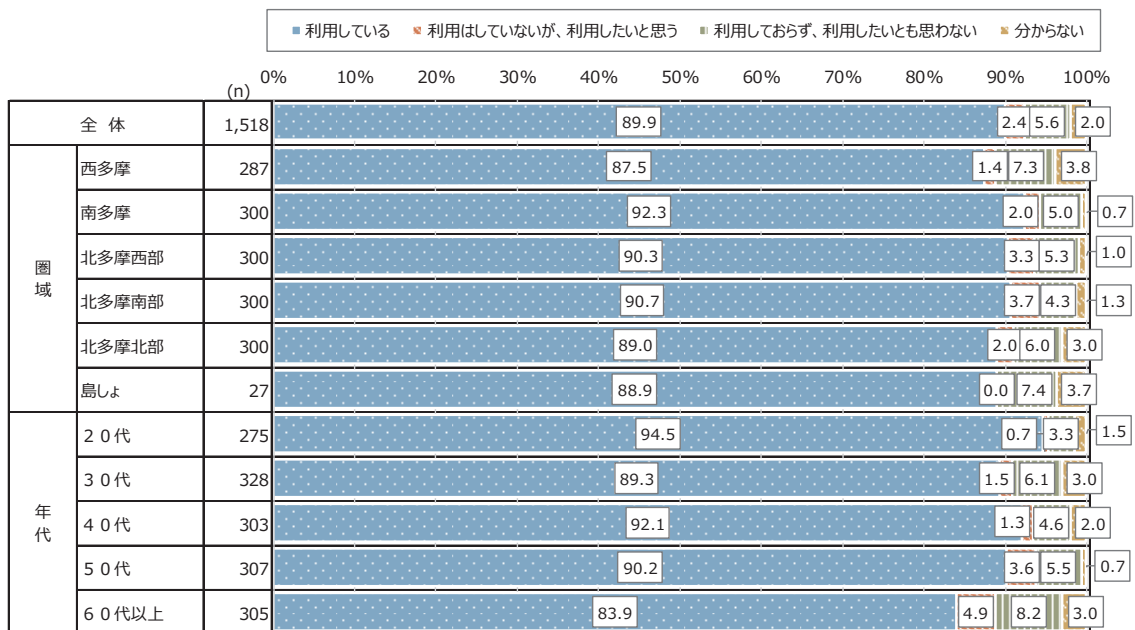 利用している 利用はしていないが、利用したいと思う 利用しておらず、利用したいとも思わない 分からない
0% 10% 20% 30% 40% 50% 60% 70% 80% 90% 100%
(n)
全 体 1,518 89.9 2.4 5.6 2.0
圏域
西多摩 287 87.5 1.4 7.3 3.8
南多摩 300 92.3 2.0 5.0 0.7
北多摩西部 300 90.3 3.3 5.3 1.0
北多摩南部 300 90.7 3.7 4.3 1.3
北多摩北部 300 89.0 2.0 6.0 3.0
島しょ 27 88.9 0.0 7.4 3.7
年代
２０代 275 94.5 0.7 3.3 1.5
３０代 328 89.3 1.5 6.1 3.0
４０代 303 92.1 1.3 4.6 2.0
５０代 307 90.2 3.6 5.5 0.7
６０代以上 305 83.9 4.9 8.2 3.0